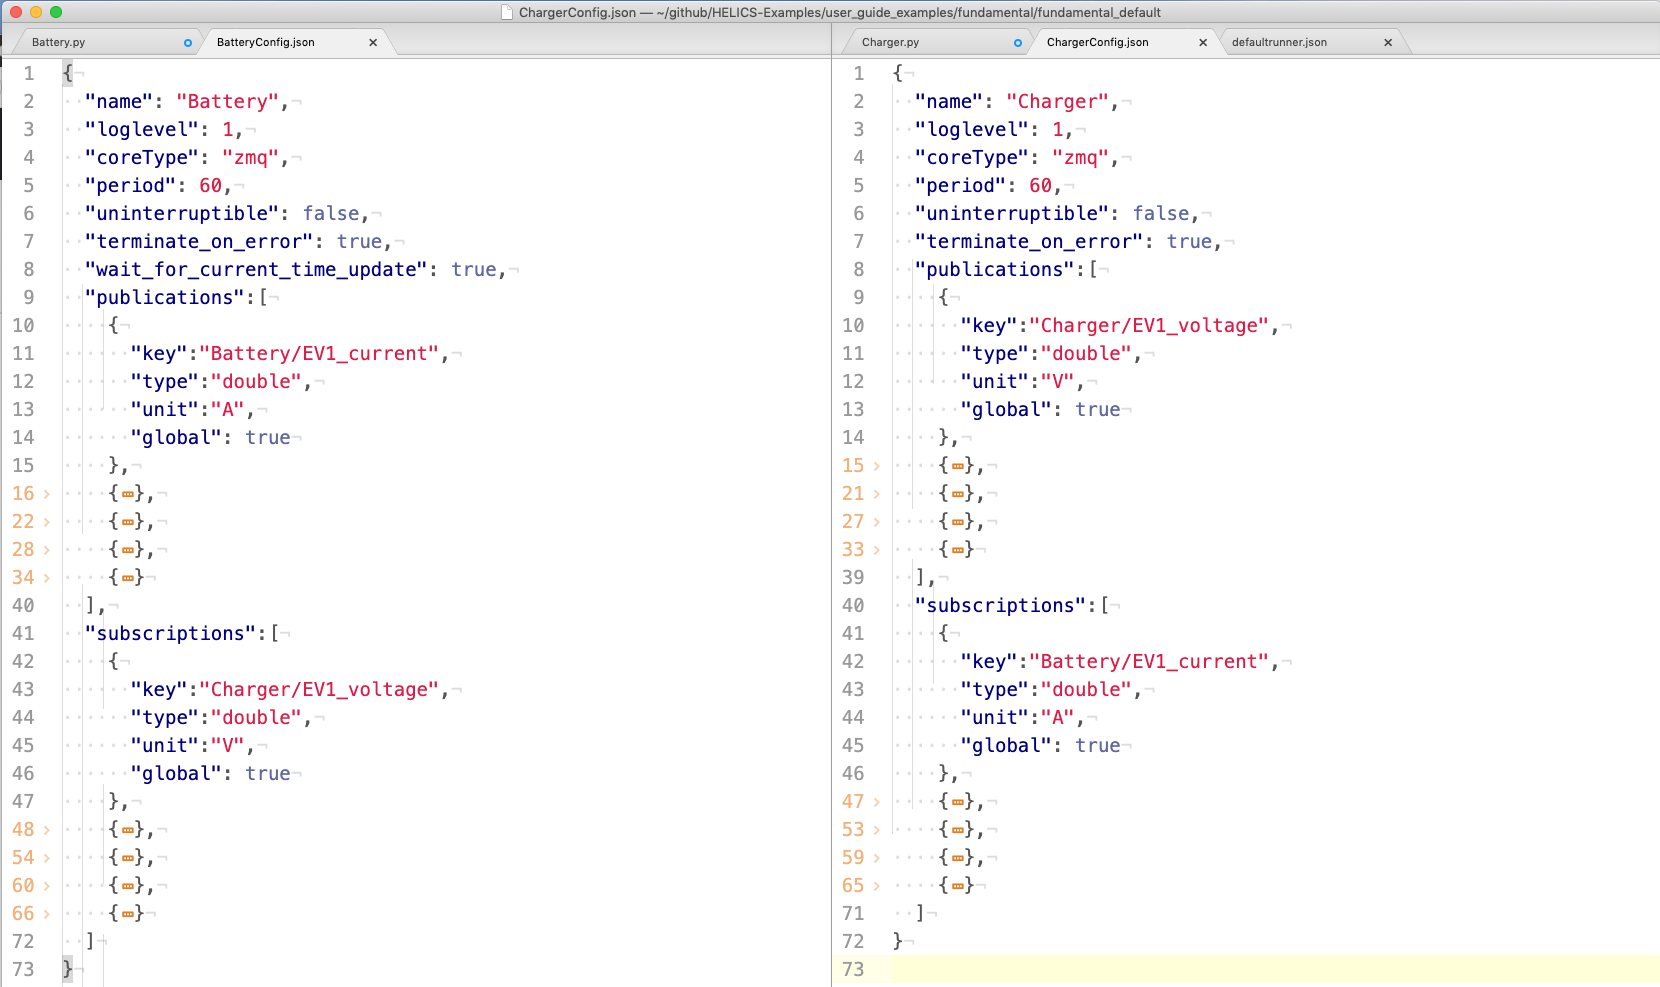 ChargerConfig.json — ~/github/HELICS-Examples/user_guide_examples/fundamental/fundamental_default
Battery.py
BatteryConfig.json
1 {
2 "name": "Battery",
3 "loglevel": 1,
4 "coreType": "zmq",
5 "period": 60,
6 "uninterruptible": false,
7 "terminate_on_error": true,
8 "wait_for_current_time_update": true,
9 "publications":[
10 {
11 "key":"Battery/EV1_current",
12 "type":"double",
13 "unit":"A",
14 "global": true
15 },
16 {…},
22 {…},
28 {…},
34 {…}
40 ],
41 "subscriptions":[
42 {
43 "key":"Charger/EV1_voltage",
44 "type":"double",
45 "unit":"V",
46 "global": true
47 },
48 {…},
54 {…},
60 {…},
66 {…}
72 ]
73 }
Charger.py
ChargerConfig.json
defaultrunner.json
1 {
2 "name": "Charger",
3 "loglevel": 1,
4 "coreType": "zmq",
5 "period": 60,
6 "uninterruptible": false,
7 "terminate_on_error": true,
8 "publications":[
9 {
10 "key":"Charger/EV1_voltage",
11 "type":"double",
12 "unit":"V",
13 "global": true
14 },
15 {…},
21 {…},
27 {…},
33 {…}
39 ],
40 "subscriptions":[
41 {
42 "key":"Battery/EV1_current",
43 "type":"double",
44 "unit":"A",
45 "global": true
46 },
47 {…},
53 {…},
59 {…},
65 {…}
71 ]
72 }
73